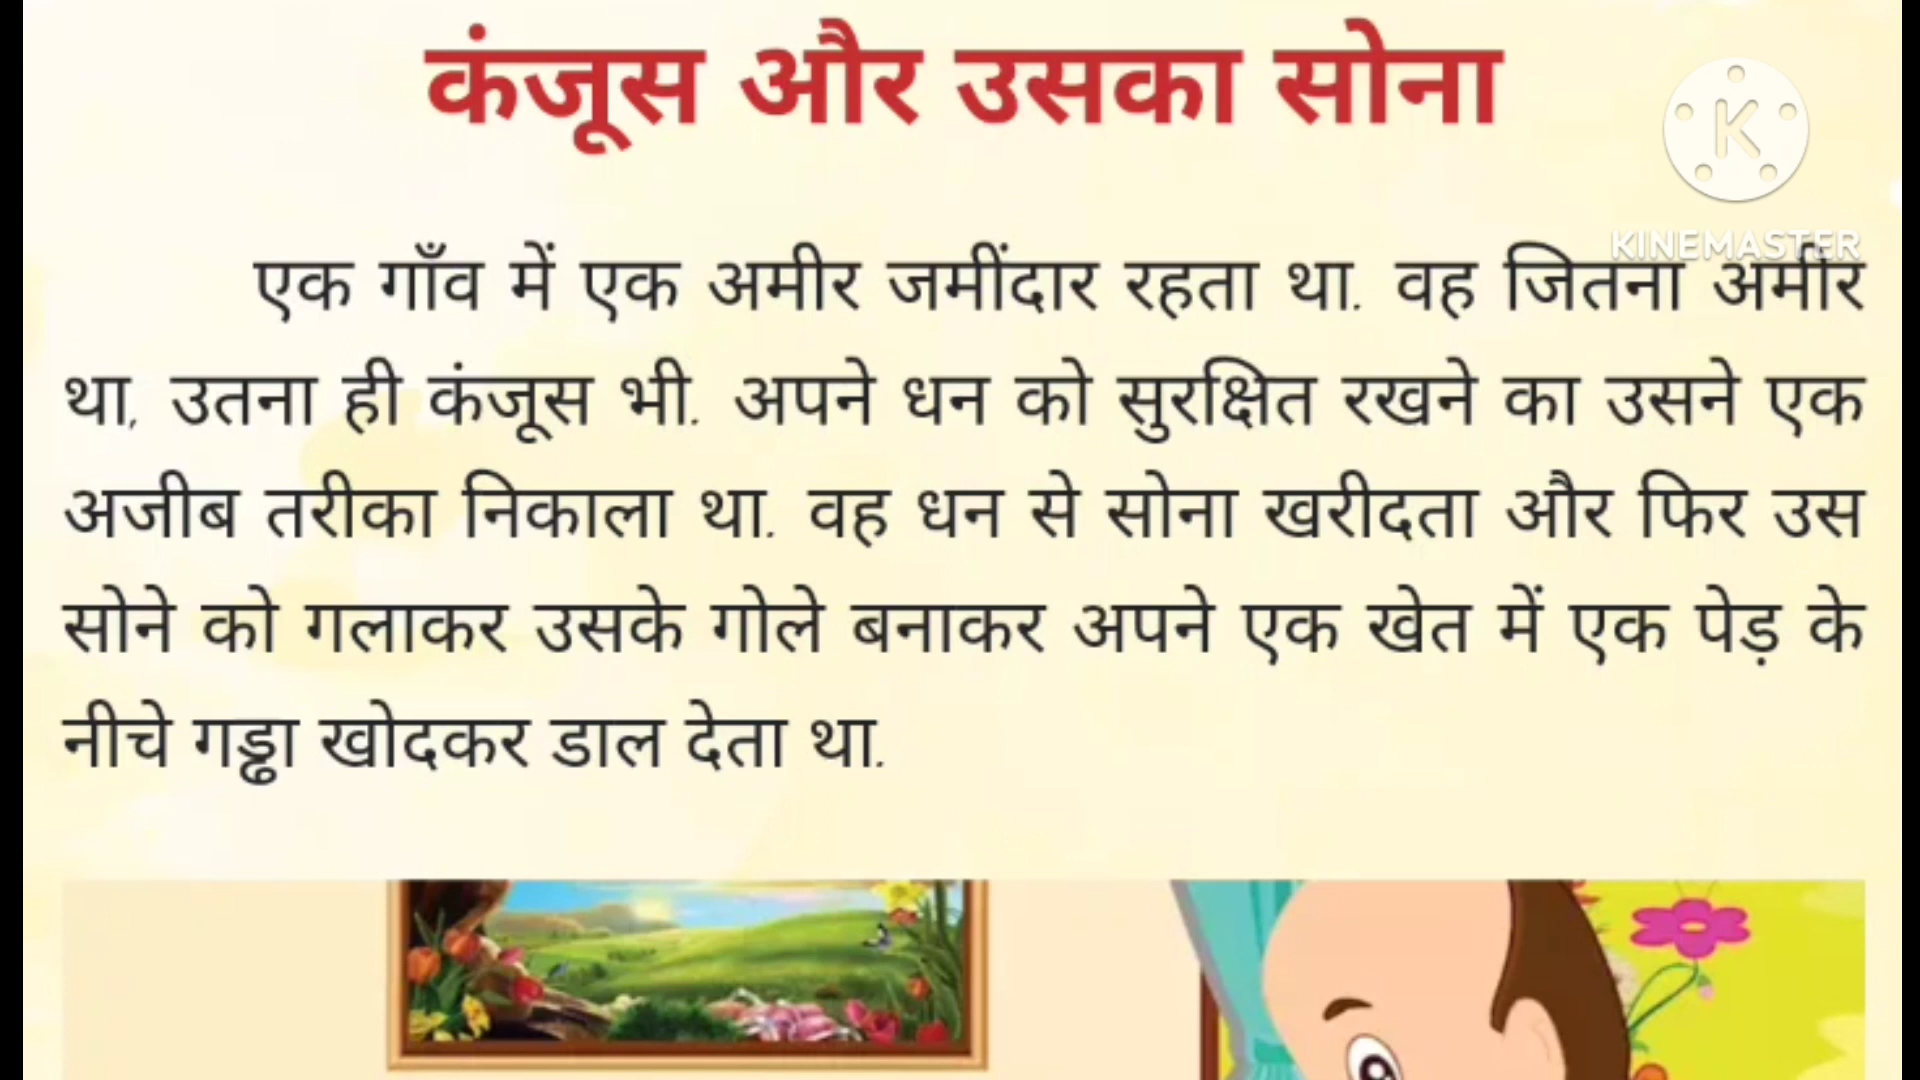 कंजूस और उसका सोना
K
KINEMASTER
एक गाँव में एक अमीर जमींदार रहता था. वह जितना अमीर
था, उतना ही कंजूस भी. अपने धन को सुरक्षित रखने का उसने एक
अजीब तरीका निकाला था. वह धन से सोना खरीदता और फिर उस
सोने को गलाकर उसके गोले बनाकर अपने एक खेत में एक पेड़ के
नीचे गड्ढा खोदकर डाल देता था.